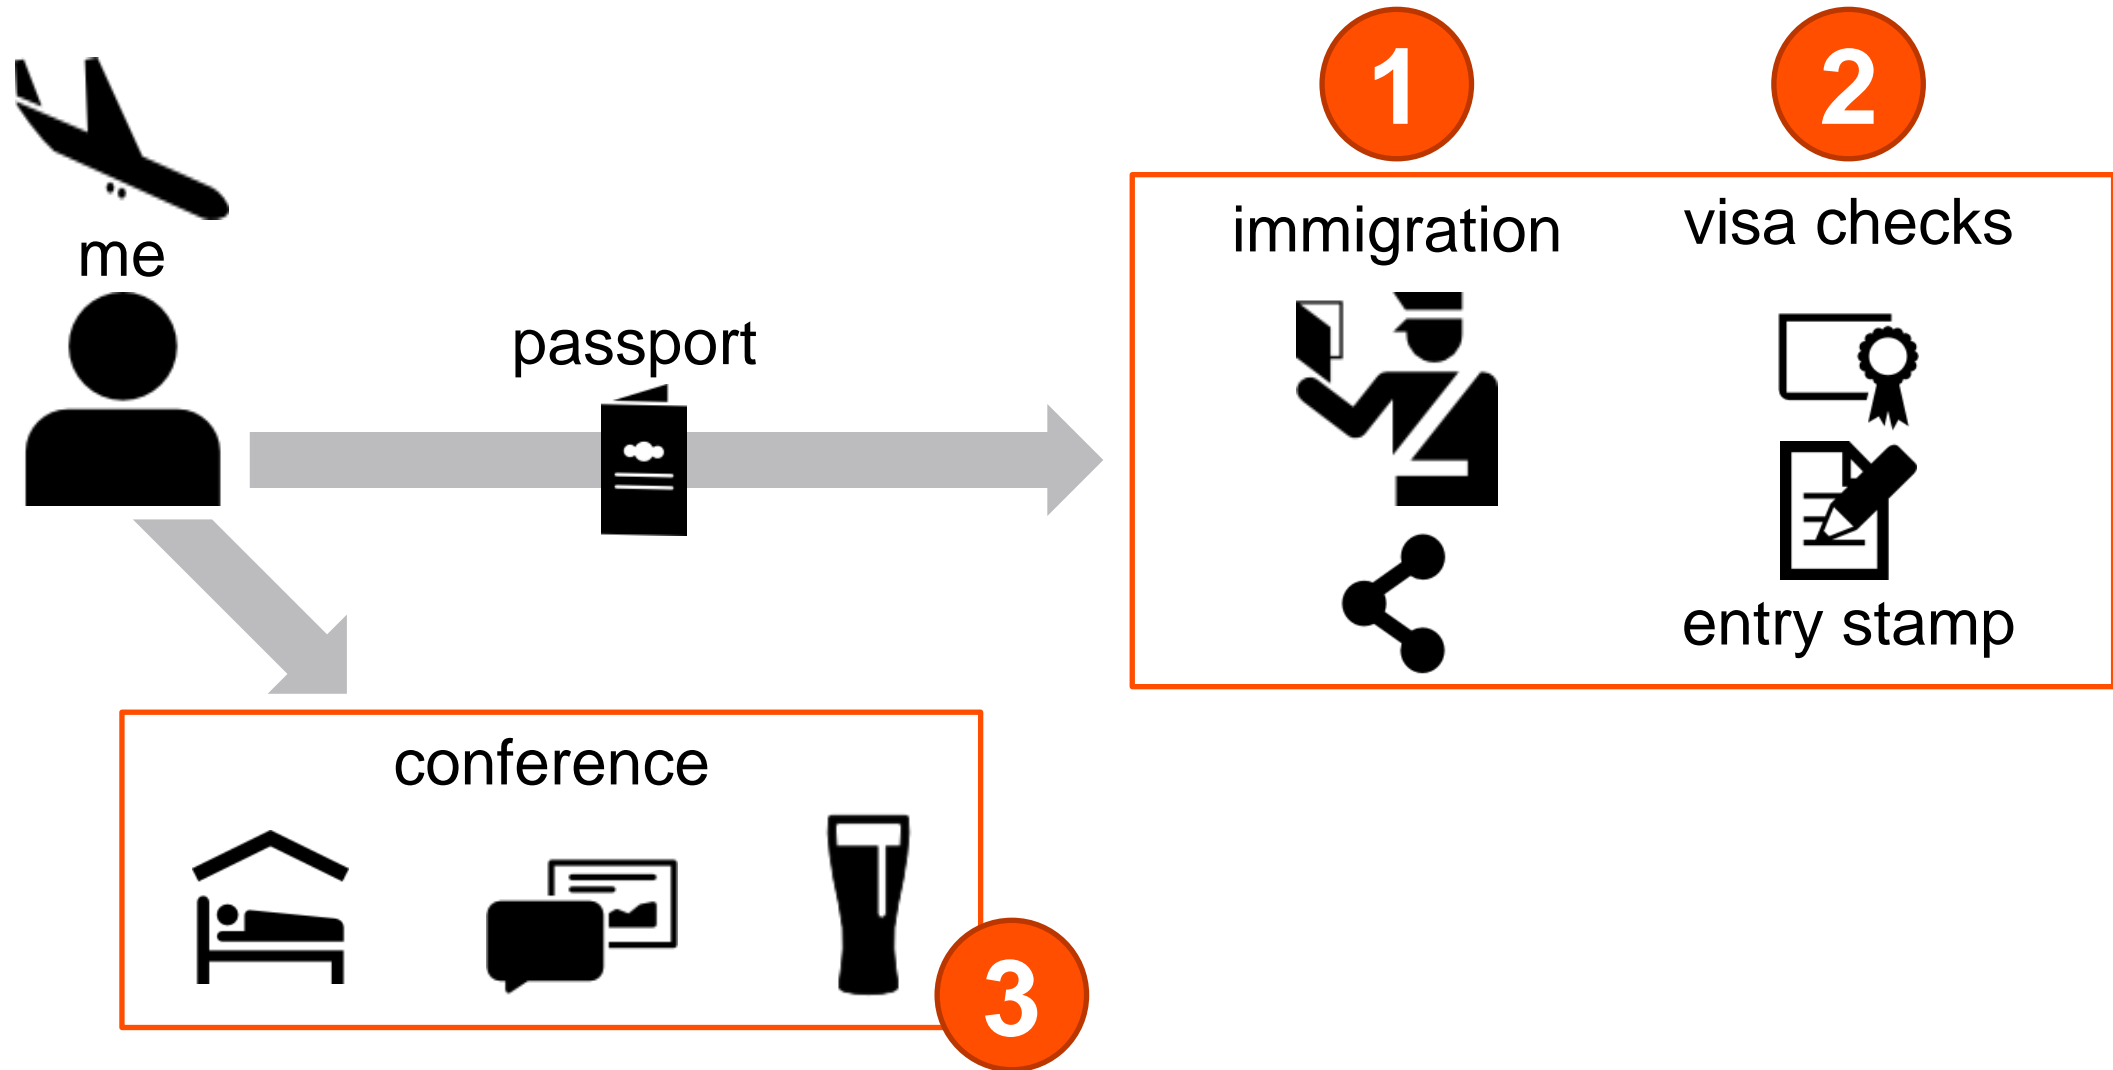 1
2
immigration
visa checks
me
passport
entry stamp
conference
3